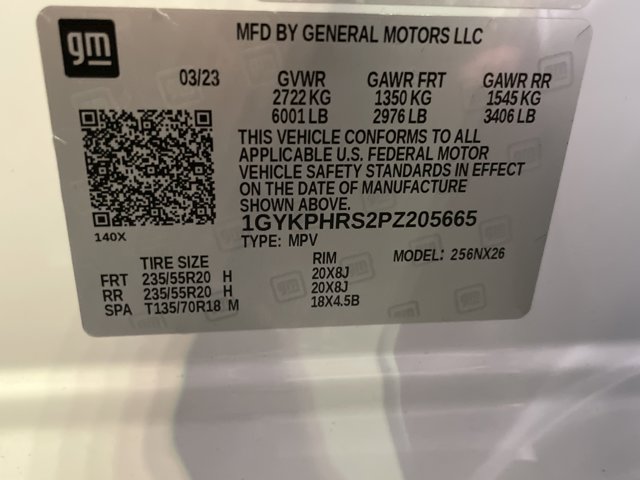 gm
MFD BY GENERAL MOTORS LLC
03/23 GVWR GAWR FRT GAWR RR
2722 KG 1350 KG 1545 KG
6001 LB 2976 LB 3406 LB
THIS VEHICLE CONFORMS TO ALL
APPLICABLE U.S. FEDERAL MOTOR
VEHICLE SAFETY STANDARDS IN EFFECT
ON THE DATE OF MANUFACTURE
SHOWN ABOVE.
1GYKPHRS2PZ205665
140X TYPE: MPV MODEL: 256NX26
TIRE SIZE RIM
FRT 235/55R20 H 20X8J
RR 235/55R20 H 20X8J
SPA T135/70R18 M 18X4.5B